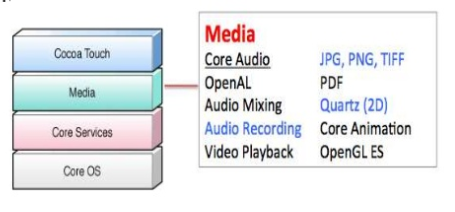 Cocoa Touch
Media
Core Services
Core OS
Media
Core Audio JPG, PNG, TIFF
OpenAL PDF
Audio Mixing Quartz (2D)
Audio Recording Core Animation
Video Playback OpenGL ES